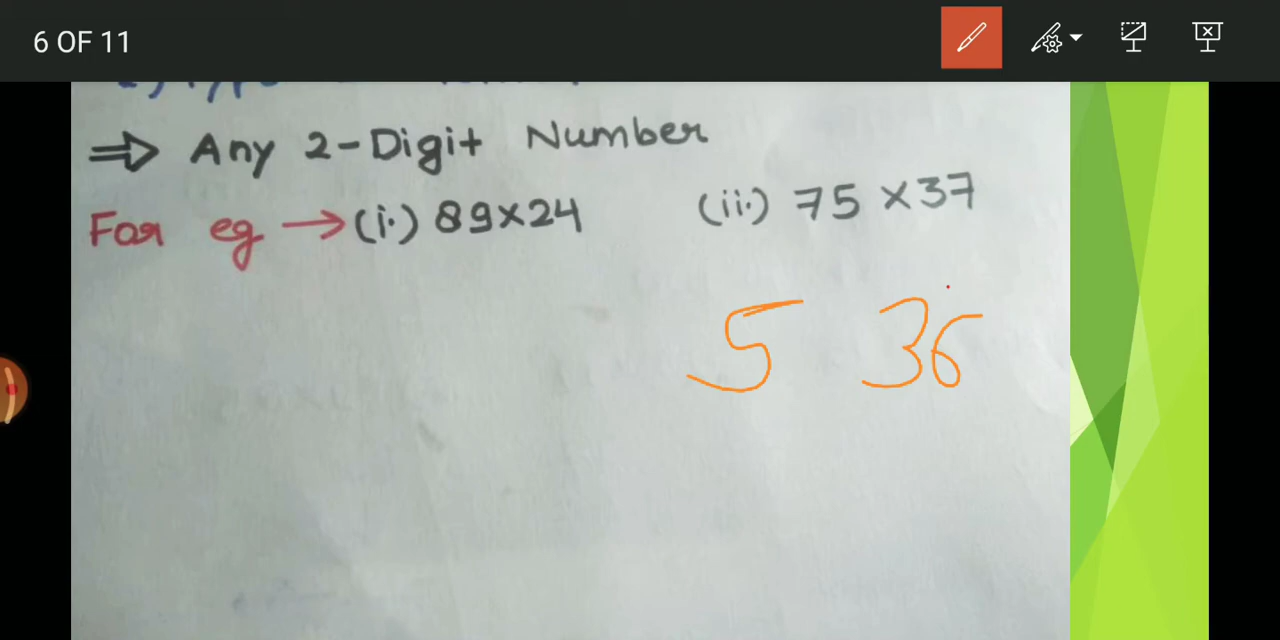 6 OF 11
⇒ Any 2-Digit Number
For eg → (i.) 89×24 (ii.) 75 ×37
5 36